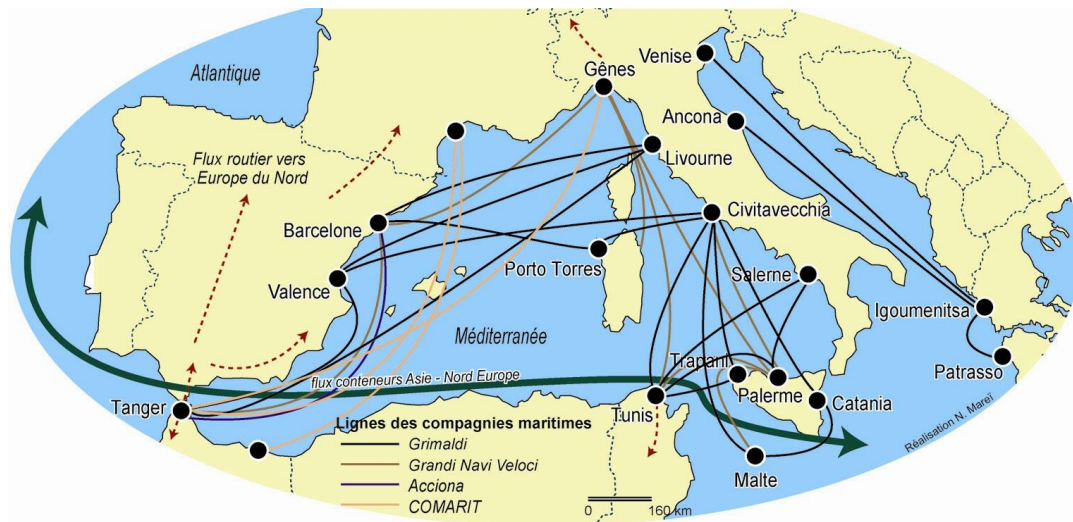 Atlantique
Venise
Gênes
Ancona
Livourne
Flux routier vers
Europe du Nord
Barcelone
Civitavecchia
Porto Torres
Salerne
Valence
Igoumenitsa
Méditerranée
Trapani
Patrasso
flux conteneurs Asie - Nord Europe
Palerme
Tanger
Tunis
Catania
Lignes des compagnies maritimes
Grimaldi
Grandi Navi Veloci
Acciona
COMARIT
Malte
0 160 km
Réalisation N. Mareï